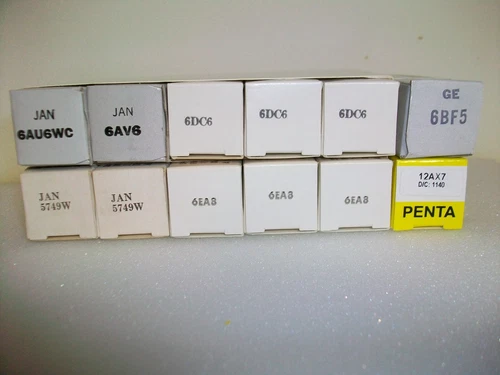 JAN
6AU6WC
JAN
6AV6
6DC6
6DC6
6DC6
GE
6BF5
JAN
5749W
JAN
5749W
6EA8
6EA8
6EA8
12AX7
D/C: 1140
PENTA